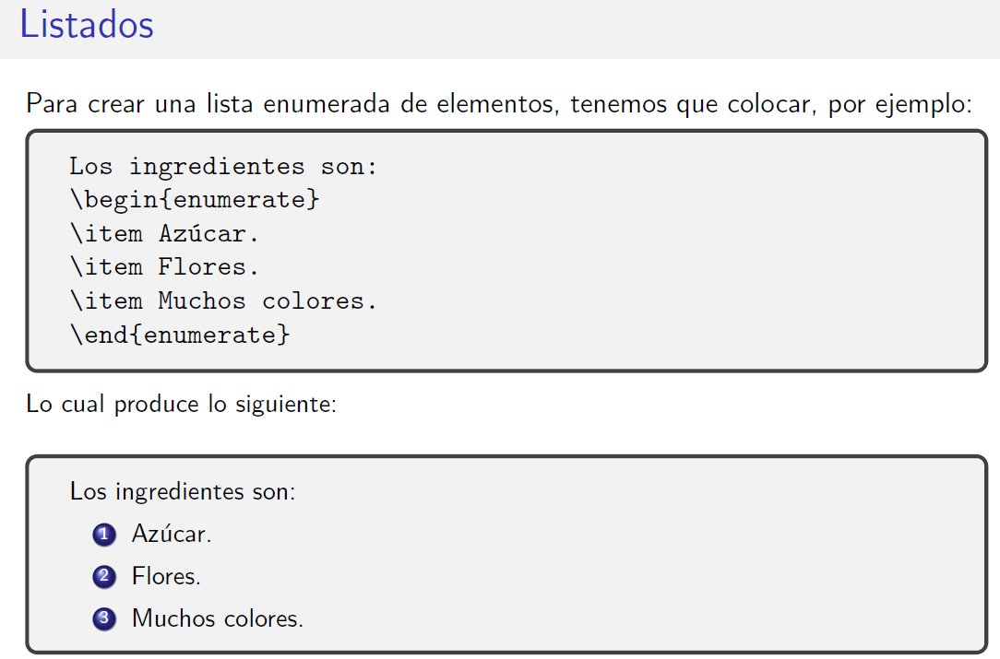 Listados
Para crear una lista enumerada de elementos, tenemos que colocar, por ejemplo:
Los ingredientes son:
\begin{enumerate}
\item Azúcar.
\item Flores.
\item Muchos colores.
\end{enumerate}
Lo cual produce lo siguiente:
Los ingredientes son:
1 Azúcar.
2 Flores.
3 Muchos colores.